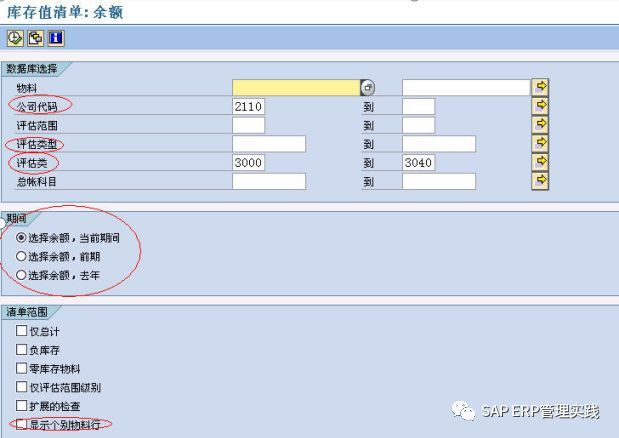 库存值清单:余额
数据库选择
物料 到
公司代码 2110 到
评估范围 到
评估类型 到
评估类 3000 到 3040
总帐科目 到
期间
选择余额，当前期间
选择余额，前期
选择余额，去年
清单范围
仅总计
负库存
零库存物料
仅评估范围级别
扩展的检查
显示个别物料行
SAP ERP管理实践